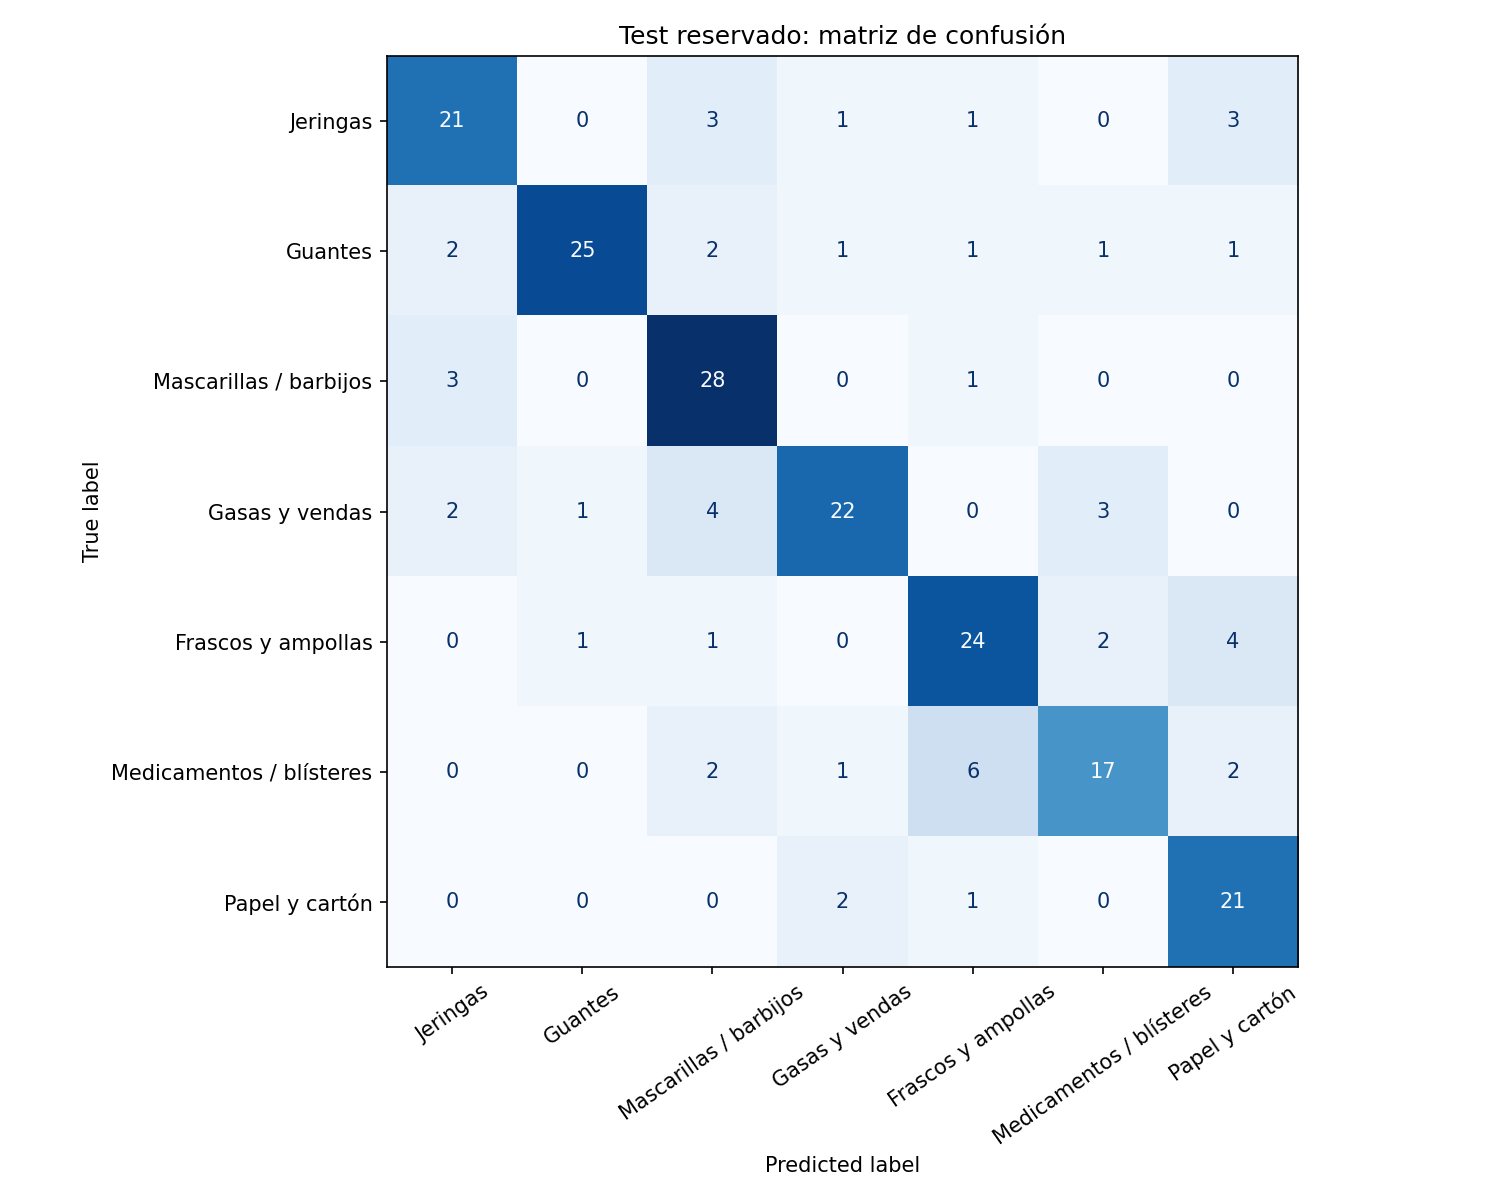 Test reservado: matriz de confusión
True label
Jeringas 21 0 3 1 1 0 3
Guantes 2 25 2 1 1 1 1
Mascarillas / barbijos 3 0 28 0 1 0 0
Gasas y vendas 2 1 4 22 0 3 0
Frascos y ampollas 0 1 1 0 24 2 4
Medicamentos / blísteres 0 0 2 1 6 17 2
Papel y cartón 0 0 0 2 1 0 21
Jeringas Guantes Mascarillas / barbijos Gasas y vendas Frascos y ampollas Medicamentos / blísteres Papel y cartón
Predicted label